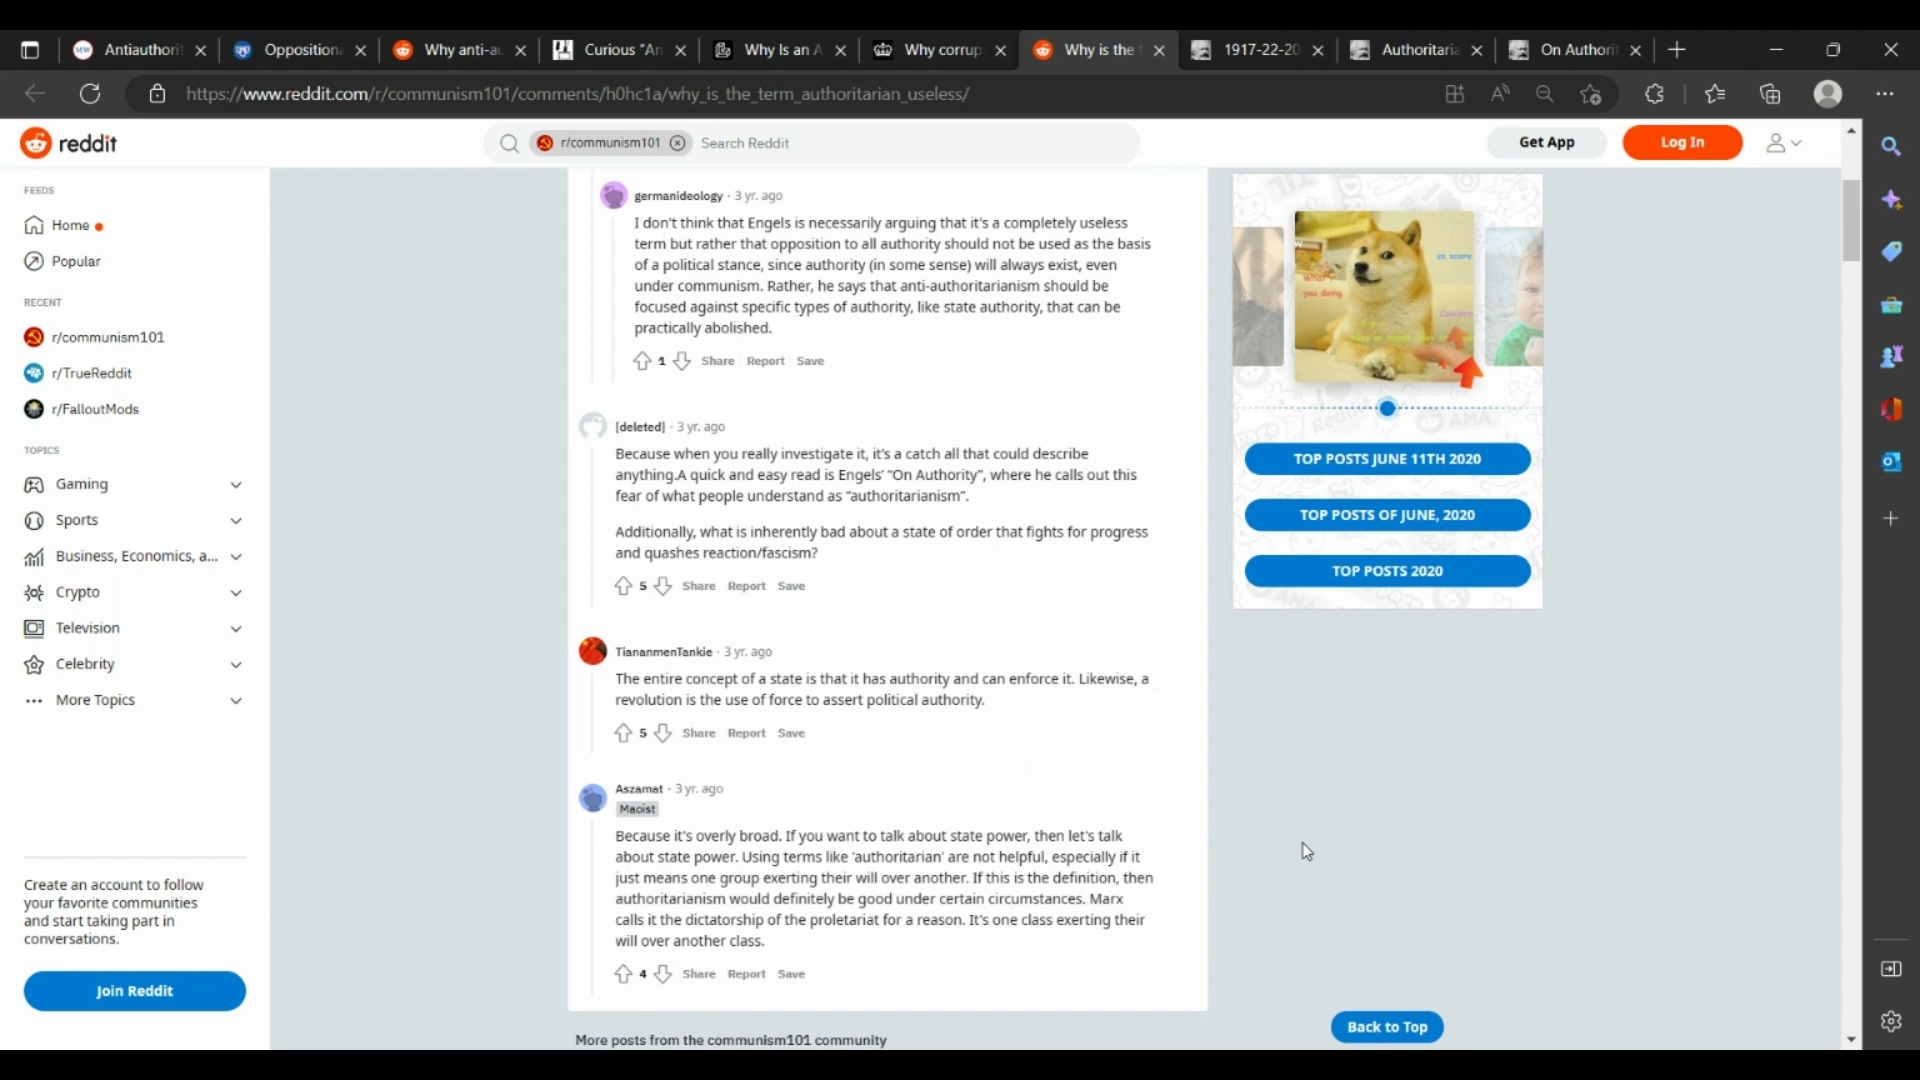 Antiauthorit
Oppositiona
Why anti-au
Curious "An
Why Is an A
Why corrup
Why is the t
1917-22-20
Authoritaria
On Authorit
https://www.reddit.com/r/communism101/comments/h0hc1a/why_is_the_term_authoritarian_useless/
reddit
r/communism101
Search Reddit
Get App
Log In
FEEDS
Home
Popular
RECENT
r/communism101
r/TrueReddit
r/FalloutMods
TOPICS
Gaming
Sports
Business, Economics, a...
Crypto
Television
Celebrity
More Topics
Create an account to follow
your favorite communities
and start taking part in
conversations.
Join Reddit
germanideology · 3 yr. ago
I don't think that Engels is necessarily arguing that it's a completely useless
term but rather that opposition to all authority should not be used as the basis
of a political stance, since authority (in some sense) will always exist, even
under communism. Rather, he says that anti-authoritarianism should be
focused against specific types of authority, like state authority, that can be
practically abolished.
1 Share Report Save
[deleted] · 3 yr. ago
Because when you really investigate it, it's a catch all that could describe
anything.A quick and easy read is Engels' "On Authority", where he calls out this
fear of what people understand as "authoritarianism".
Additionally, what is inherently bad about a state of order that fights for progress
and quashes reaction/fascism?
5 Share Report Save
TiananmenTankie · 3 yr. ago
The entire concept of a state is that it has authority and can enforce it. Likewise, a
revolution is the use of force to assert political authority.
5 Share Report Save
Aszamat · 3 yr. ago
Maoist
Because it's overly broad. If you want to talk about state power, then let's talk
about state power. Using terms like 'authoritarian' are not helpful, especially if it
just means one group exerting their will over another. If this is the definition, then
authoritarianism would definitely be good under certain circumstances. Marx
calls it the dictatorship of the proletariat for a reason. It's one class exerting their
will over another class.
4 Share Report Save
More posts from the communism101 community
you doing
Concern
TOP POSTS JUNE 11TH 2020
TOP POSTS OF JUNE, 2020
TOP POSTS 2020
Back to Top